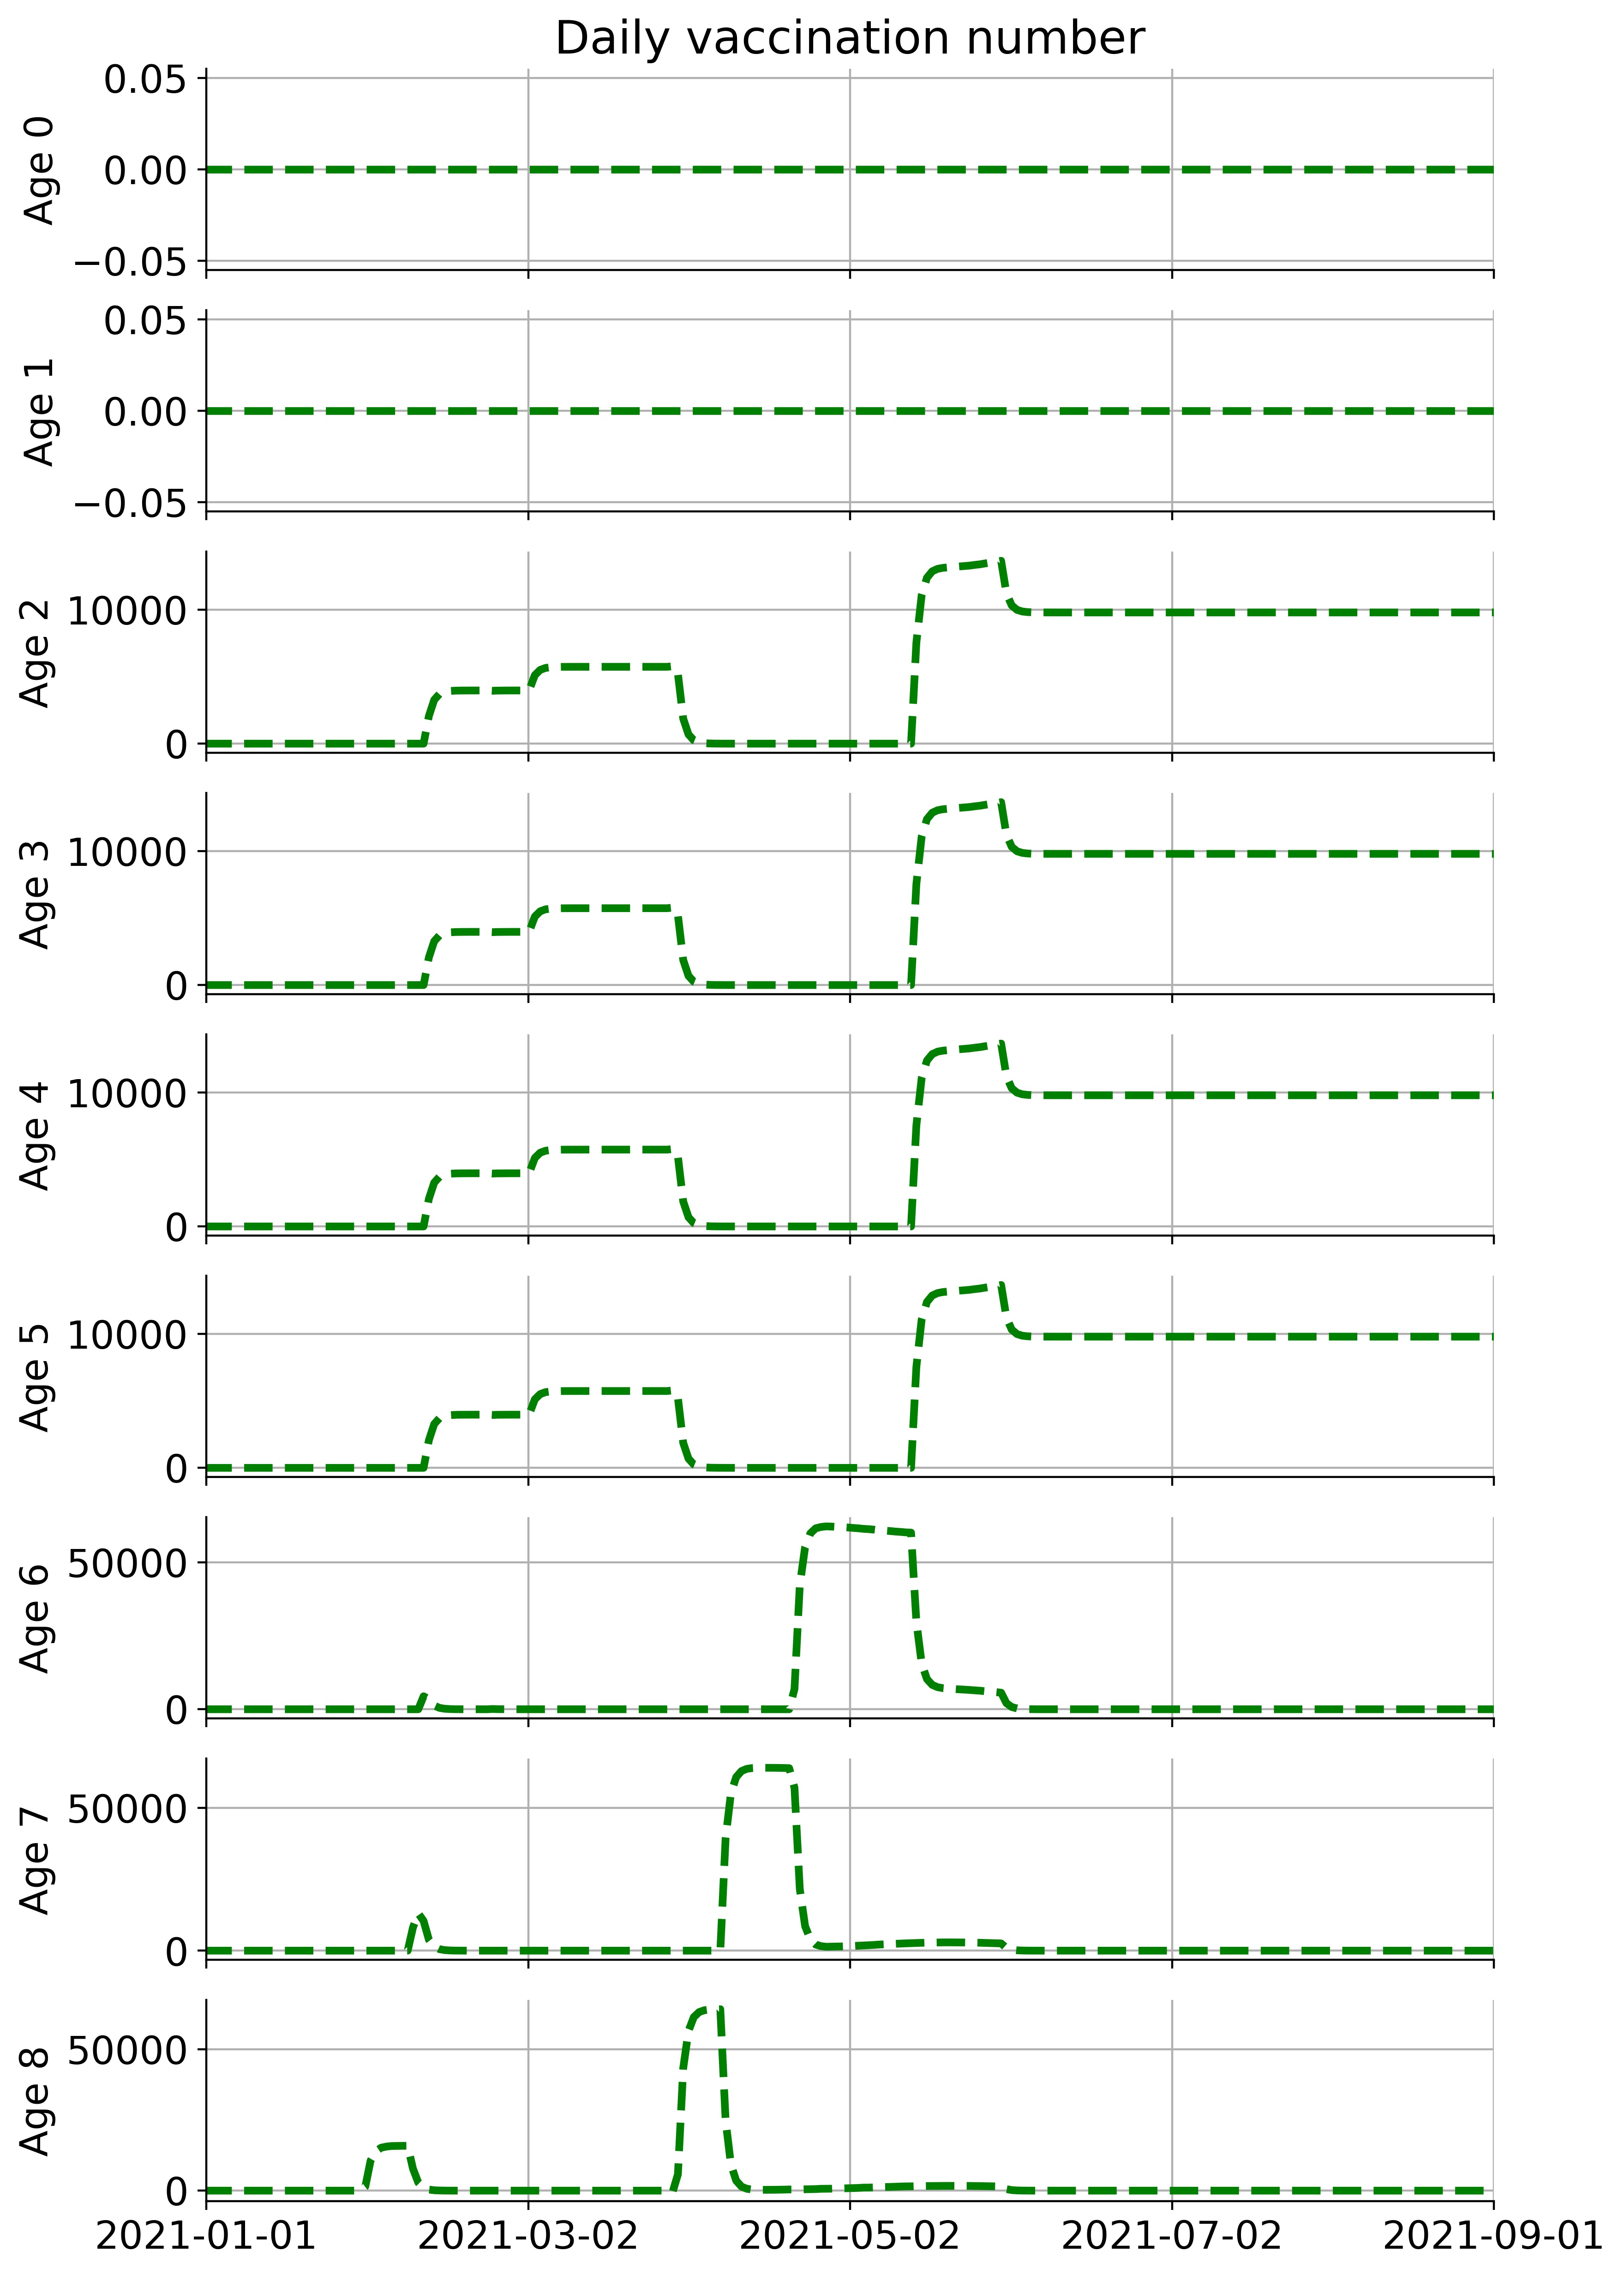 Daily vaccination number
0.05
0.00
−0.05
Age 0
0.05
0.00
−0.05
Age 1
10000
0
Age 2
10000
0
Age 3
10000
0
Age 4
10000
0
Age 5
50000
0
Age 6
50000
0
Age 7
50000
0
Age 8
2021-01-01 2021-03-02 2021-05-02 2021-07-02 2021-09-01